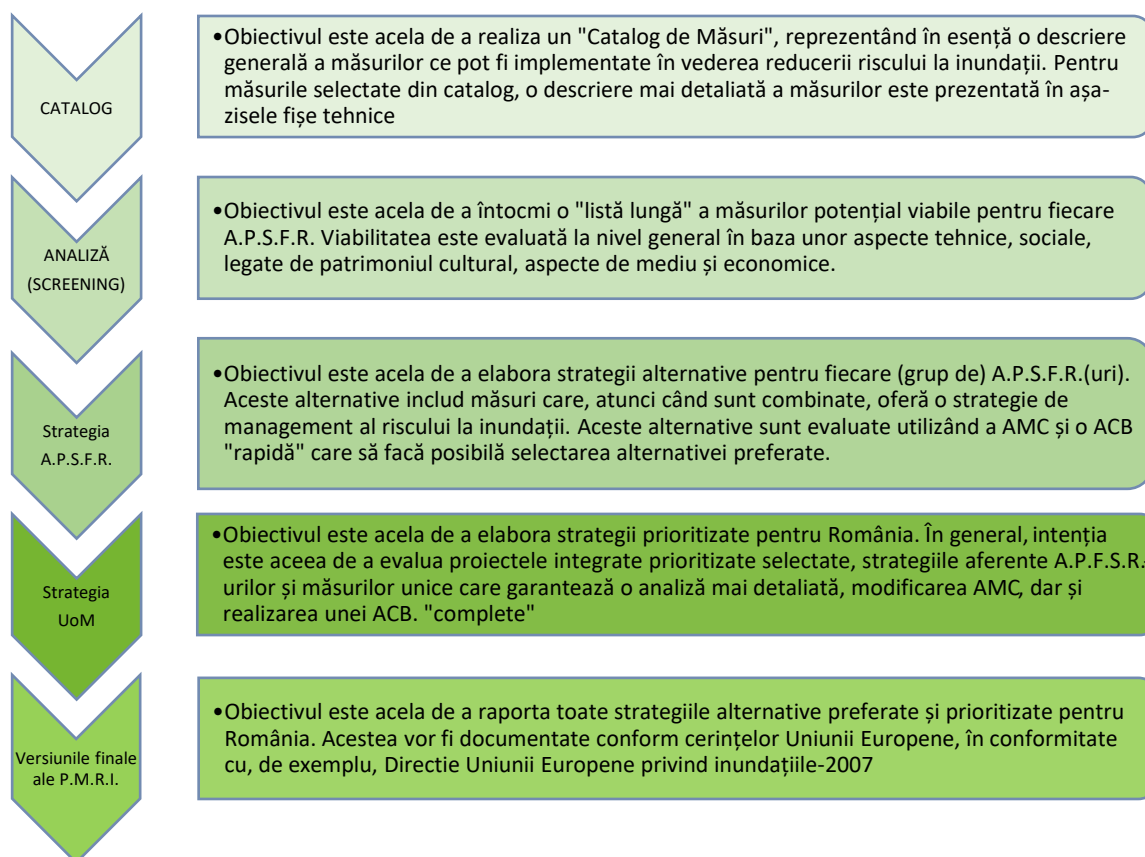 CATALOG
•Obiectivul este acela de a realiza un "Catalog de Măsuri", reprezentând în esență o descriere
generală a măsurilor ce pot fi implementate în vederea reducerii riscului la inundații. Pentru
măsurile selectate din catalog, o descriere mai detaliată a măsurilor este prezentată în așa-
zisele fișe tehnice
ANALIZĂ
(SCREENING)
•Obiectivul este acela de a întocmi o "listă lungă" a măsurilor potențial viabile pentru fiecare
A.P.S.F.R. Viabilitatea este evaluată la nivel general în baza unor aspecte tehnice, sociale,
legate de patrimoniul cultural, aspecte de mediu și economice.
Strategia
A.P.S.F.R.
•Obiectivul este acela de a elabora strategii alternative pentru fiecare (grup de) A.P.S.F.R.(uri).
Aceste alternative includ măsuri care, atunci când sunt combinate, oferă o strategie de
management al riscului la inundații. Aceste alternative sunt evaluate utilizând a AMC și o ACB
"rapidă" care să facă posibilă selectarea alternativei preferate.
Strategia
UoM
•Obiectivul este acela de a elabora strategii prioritizate pentru România. În general, intenția
este aceea de a evalua proiectele integrate prioritizate selectate, strategiile aferente A.P.F.S.R.-
urilor și măsurilor unice care garantează o analiză mai detaliată, modificarea AMC, dar și
realizarea unei ACB. "complete"
Versiunile finale
ale P.M.R.I.
•Obiectivul este acela de a raporta toate strategiile alternative preferate și prioritizate pentru
România. Acestea vor fi documentate conform cerințelor Uniunii Europene, în conformitate
cu, de exemplu, Directie Uniunii Europene privind inundațiile-2007